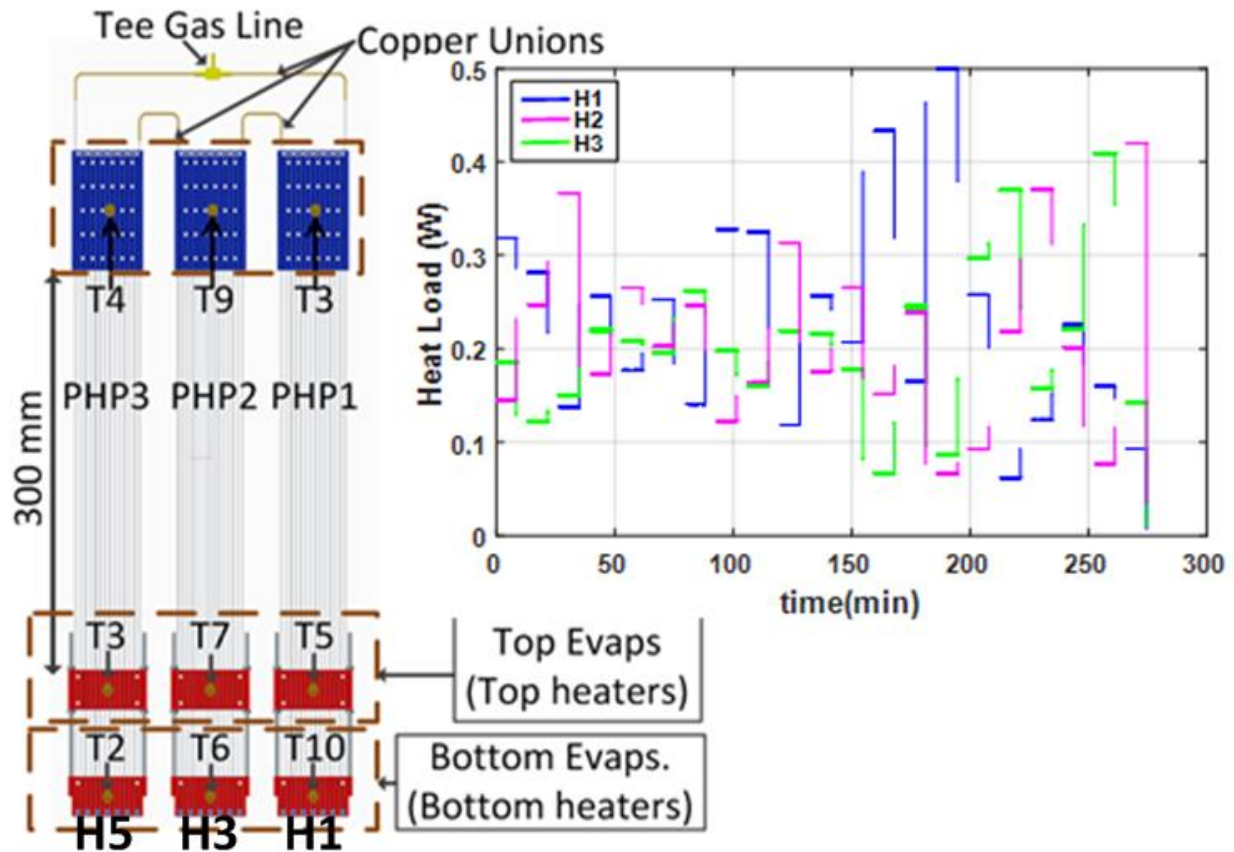 Tee Gas Line
Copper Unions
T4 T9 T3
PHP3 PHP2 PHP1
300 mm
T3 T7 T5
Top Evaps
(Top heaters)
T2 T6 T10
Bottom Evaps.
(Bottom heaters)
H5 H3 H1
H1
H2
H3
Heat Load (W)
0.5
0.4
0.3
0.2
0.1
0
0 50 100 150 200 250 300
time(min)